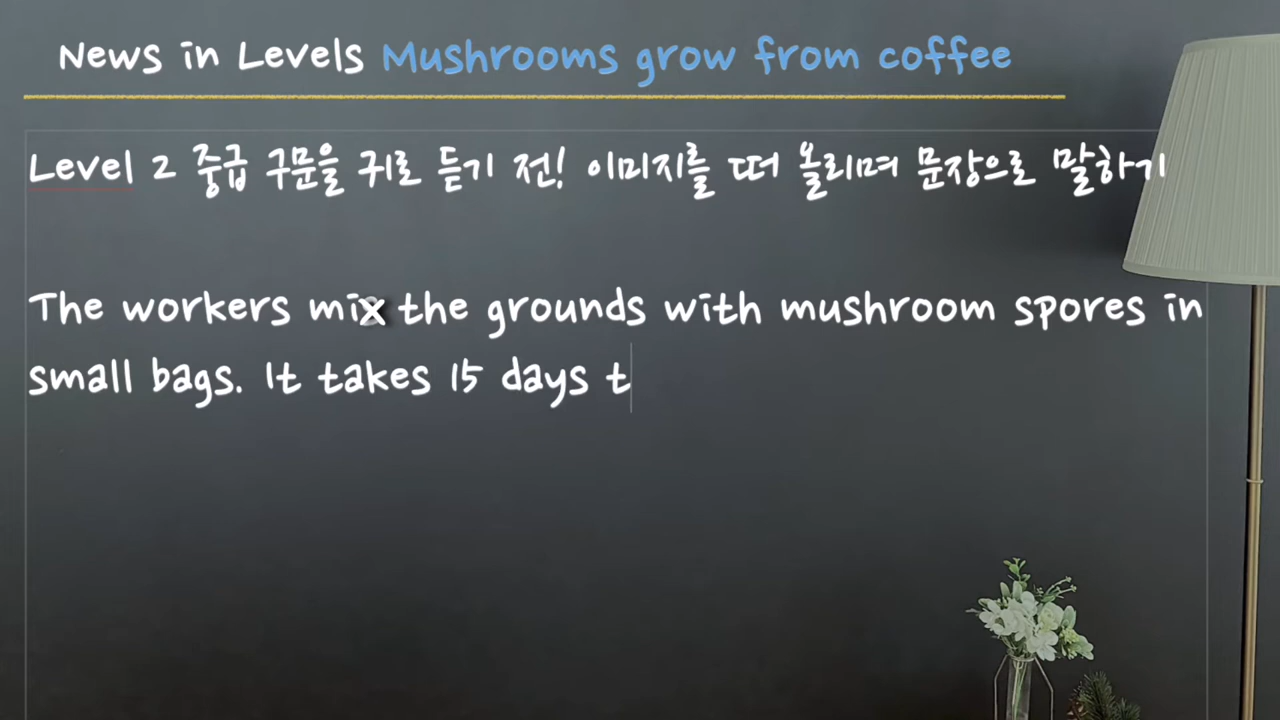 News in Levels Mushrooms grow from coffee
Level 2 중급 구문을 귀로 듣기 전! 이미지를 떠 올리며 문장으로 말하기
The workers mix the grounds with mushroom spores in
small bags. It takes 15 days t